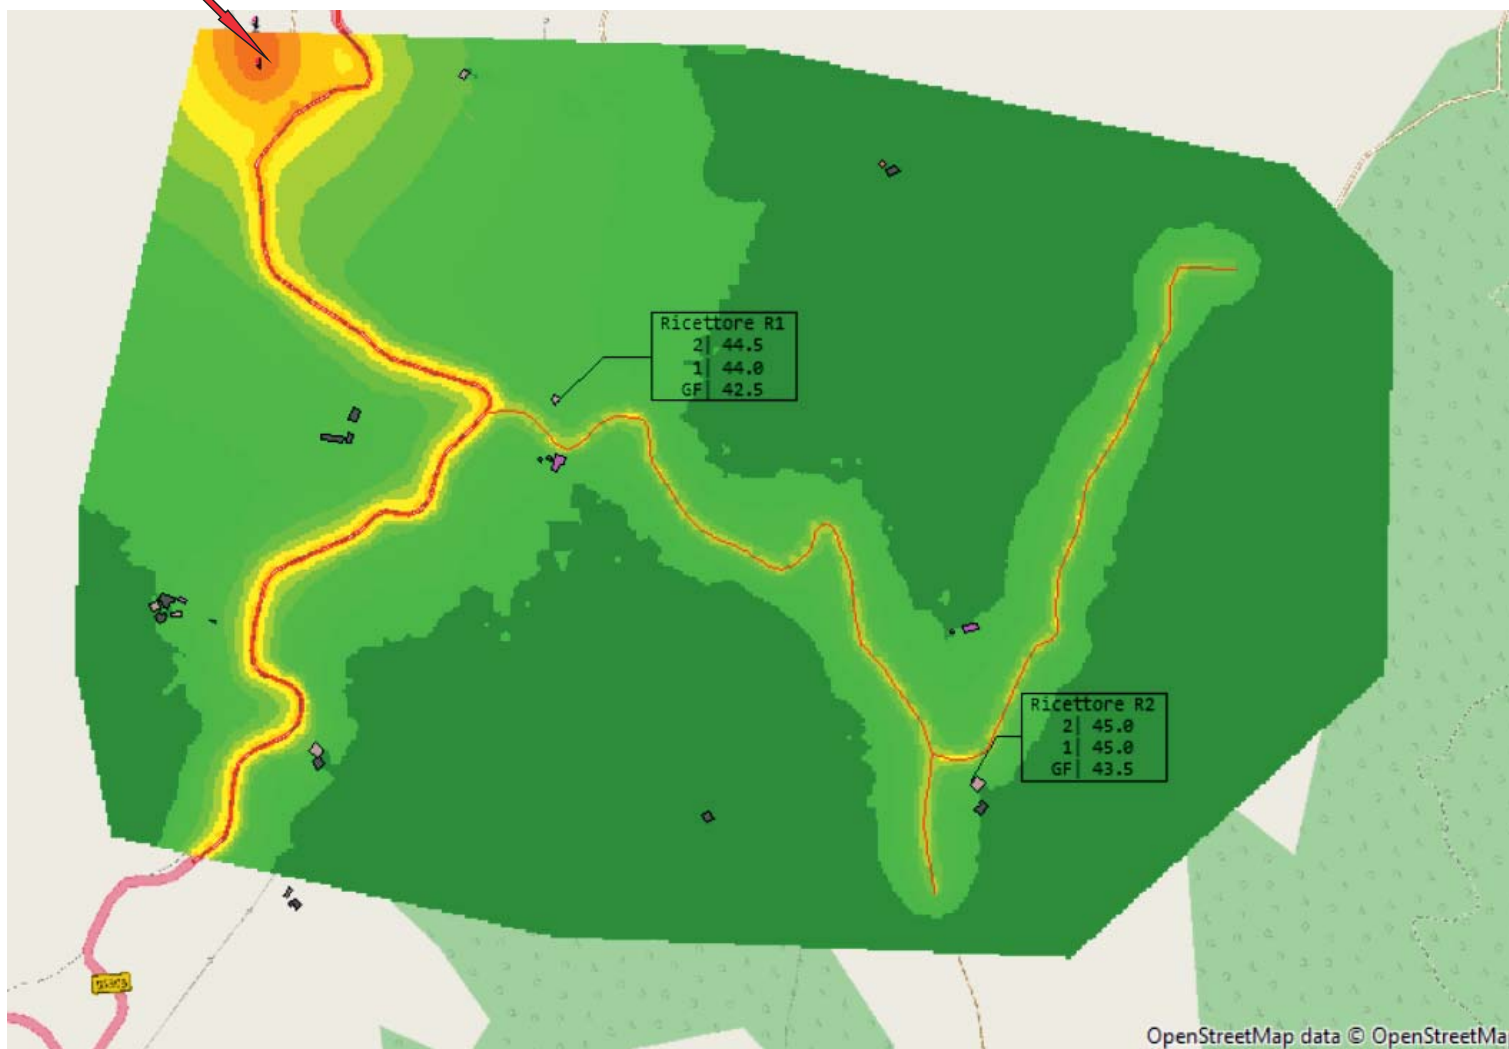 Ricettore R1
2| 44.5
1| 44.0
GF| 42.5
Ricettore R2
2| 45.0
1| 45.0
GF| 43.5
OpenStreetMap data © OpenStreetMa